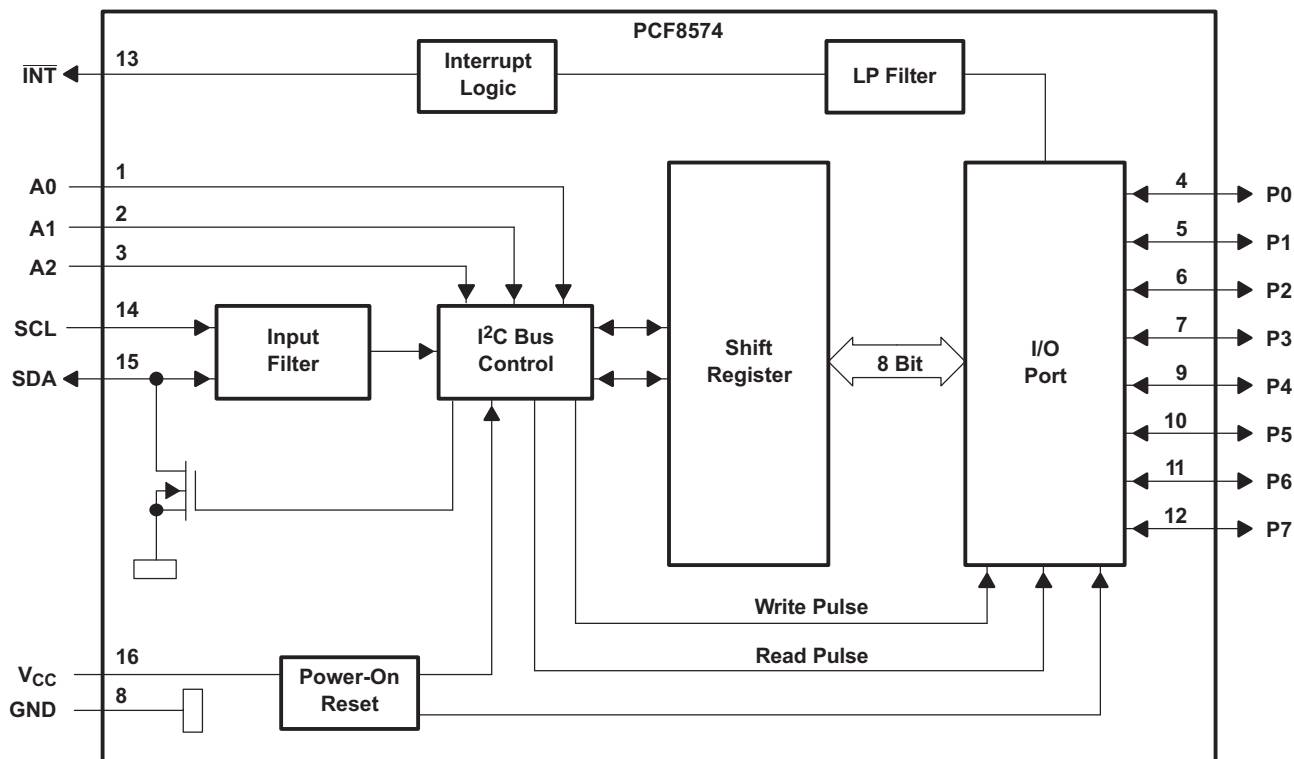 PCF8574
INT
13
Interrupt
Logic
LP Filter
A0
1
A1
2
A2
3
SCL
14
SDA
15
Input
Filter
I²C Bus
Control
Shift
Register
8 Bit
I/O
Port
4
P0
5
P1
6
P2
7
P3
9
P4
10
P5
11
P6
12
P7
Write Pulse
Read Pulse
VCC
16
GND
8
Power-On
Reset